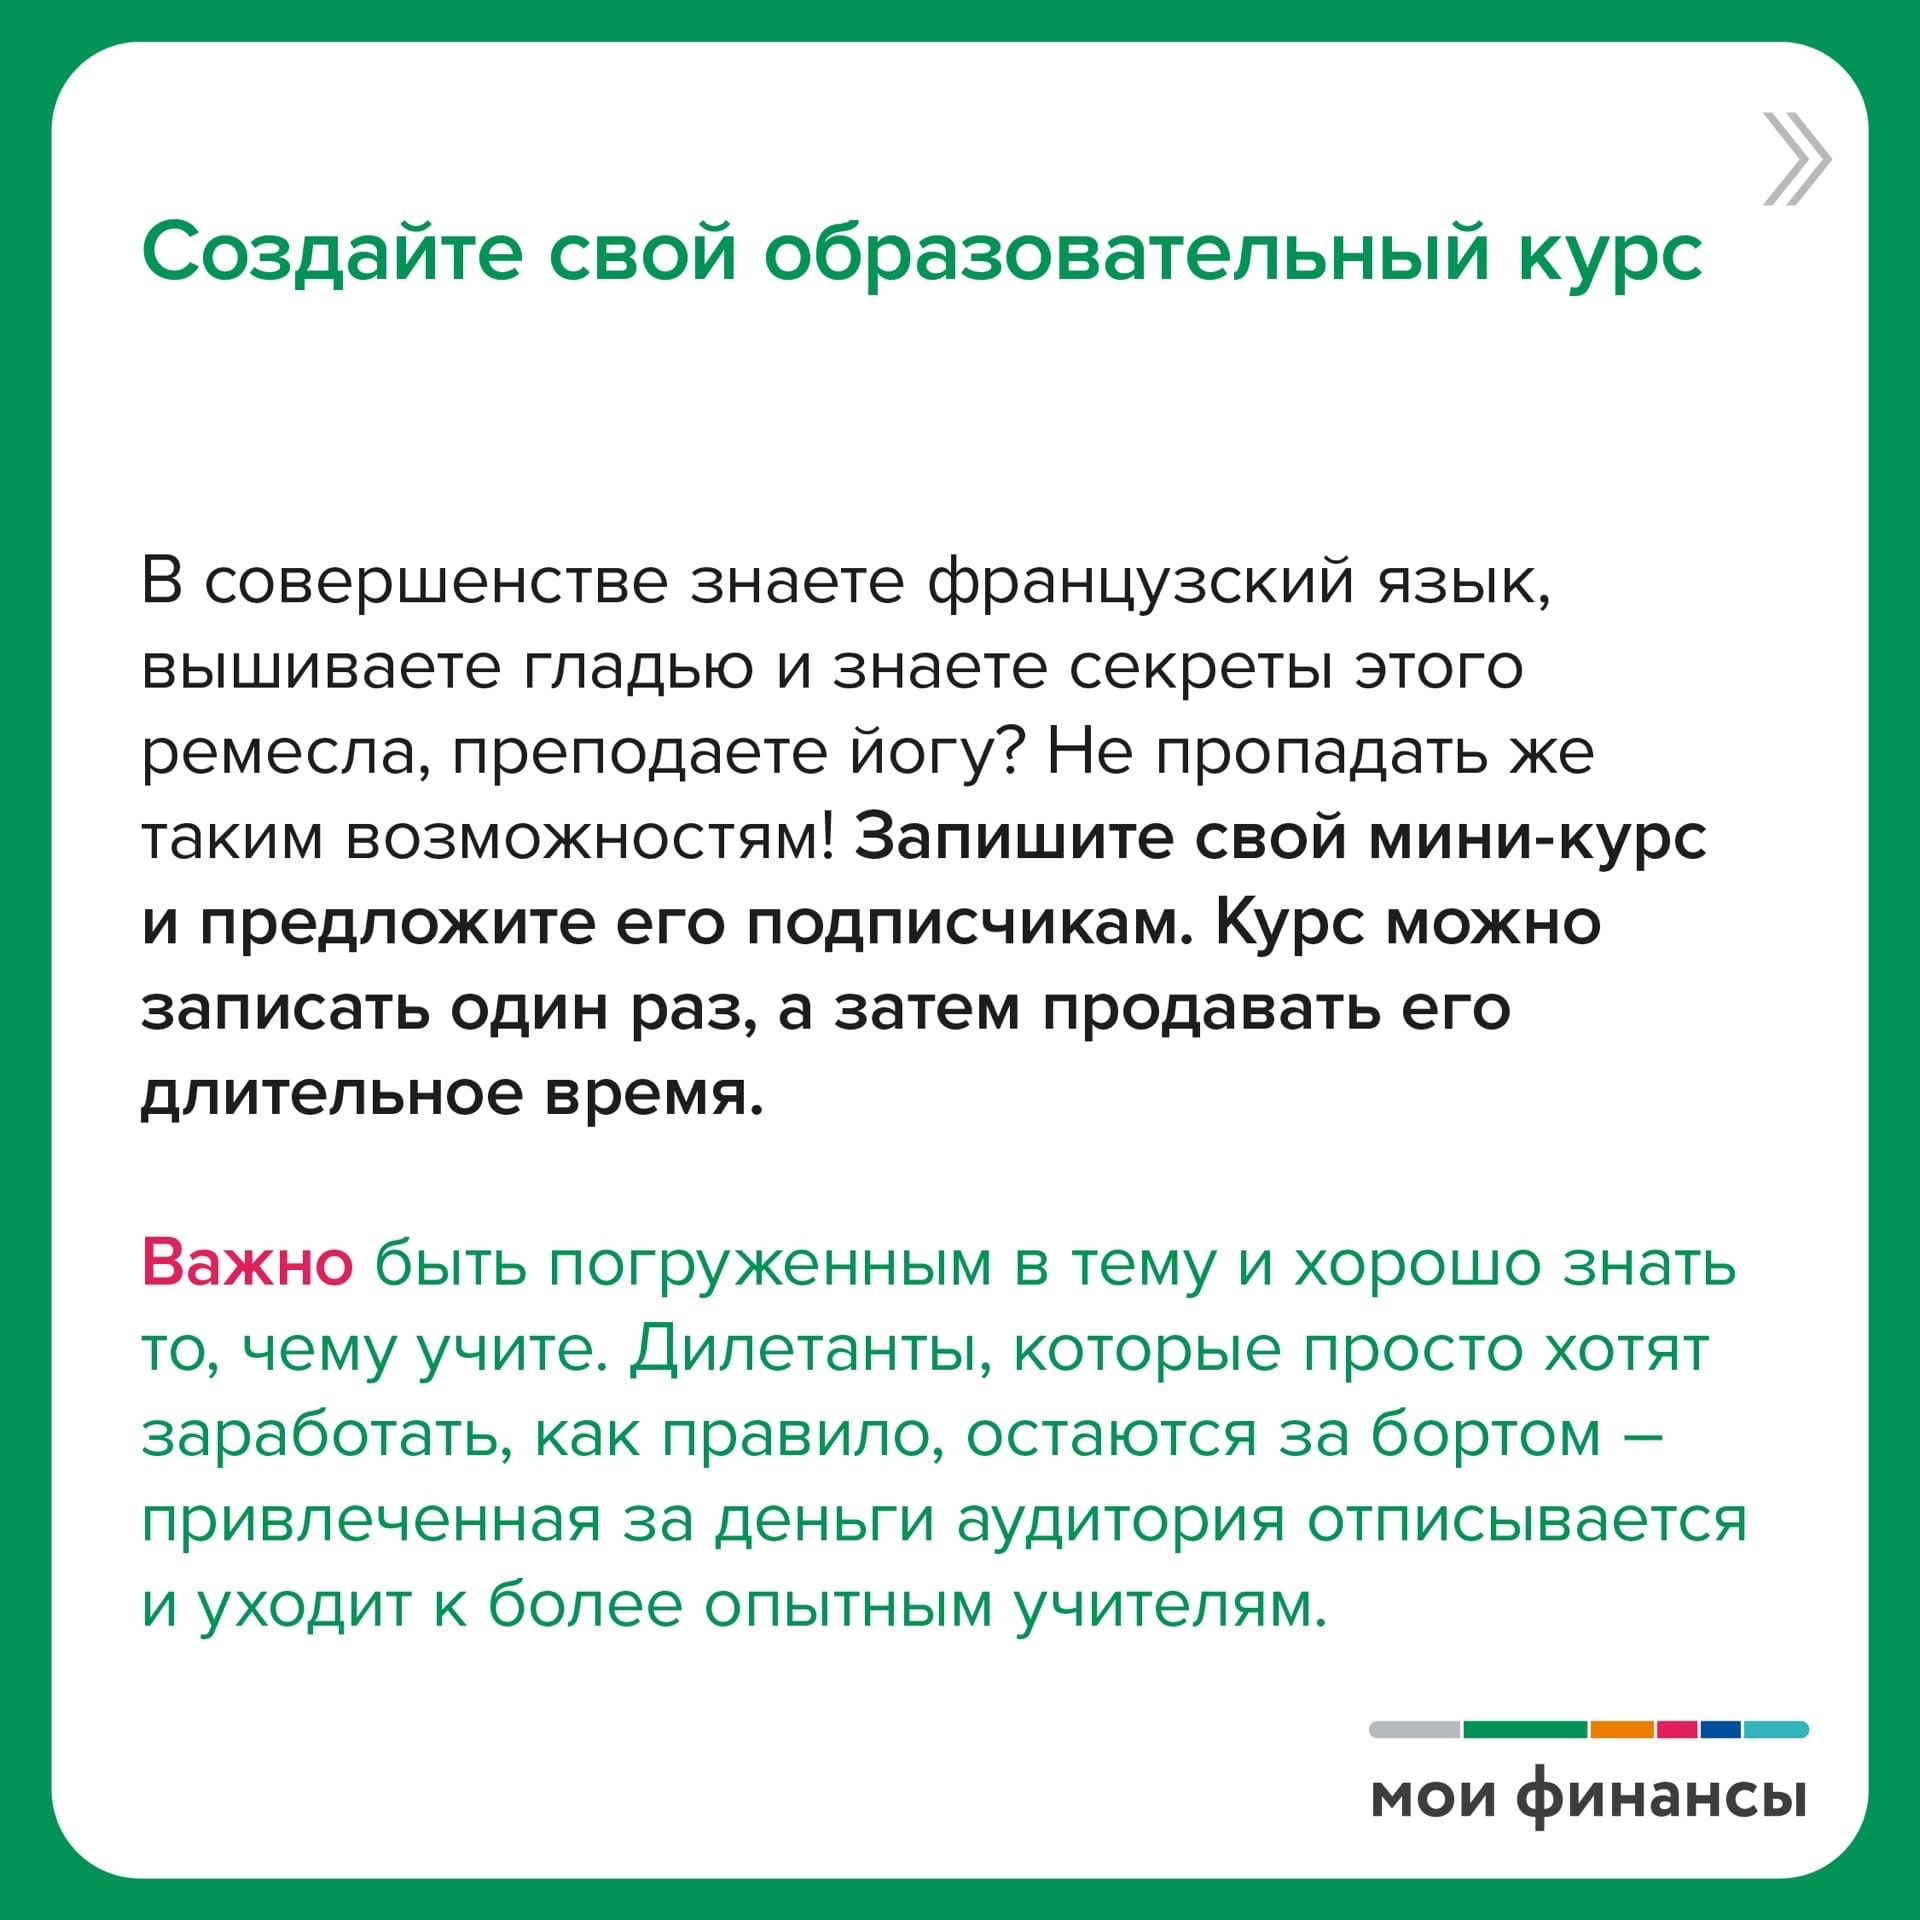 Создайте свой образовательный курс
В совершенстве знаете французский язык,
вышиваете гладью и знаете секреты этого
ремесла, преподаете йогу? Не пропадать же
таким возможностям! Запишите свой мини-курс
и предложите его подписчикам. Курс можно
записать один раз, а затем продавать его
длительное время.
Важно быть погруженным в тему и хорошо знать
то, чему учите. Дилетанты, которые просто хотят
заработать, как правило, остаются за бортом –
привлеченная за деньги аудитория отписывается
и уходит к более опытным учителям.
мои финансы